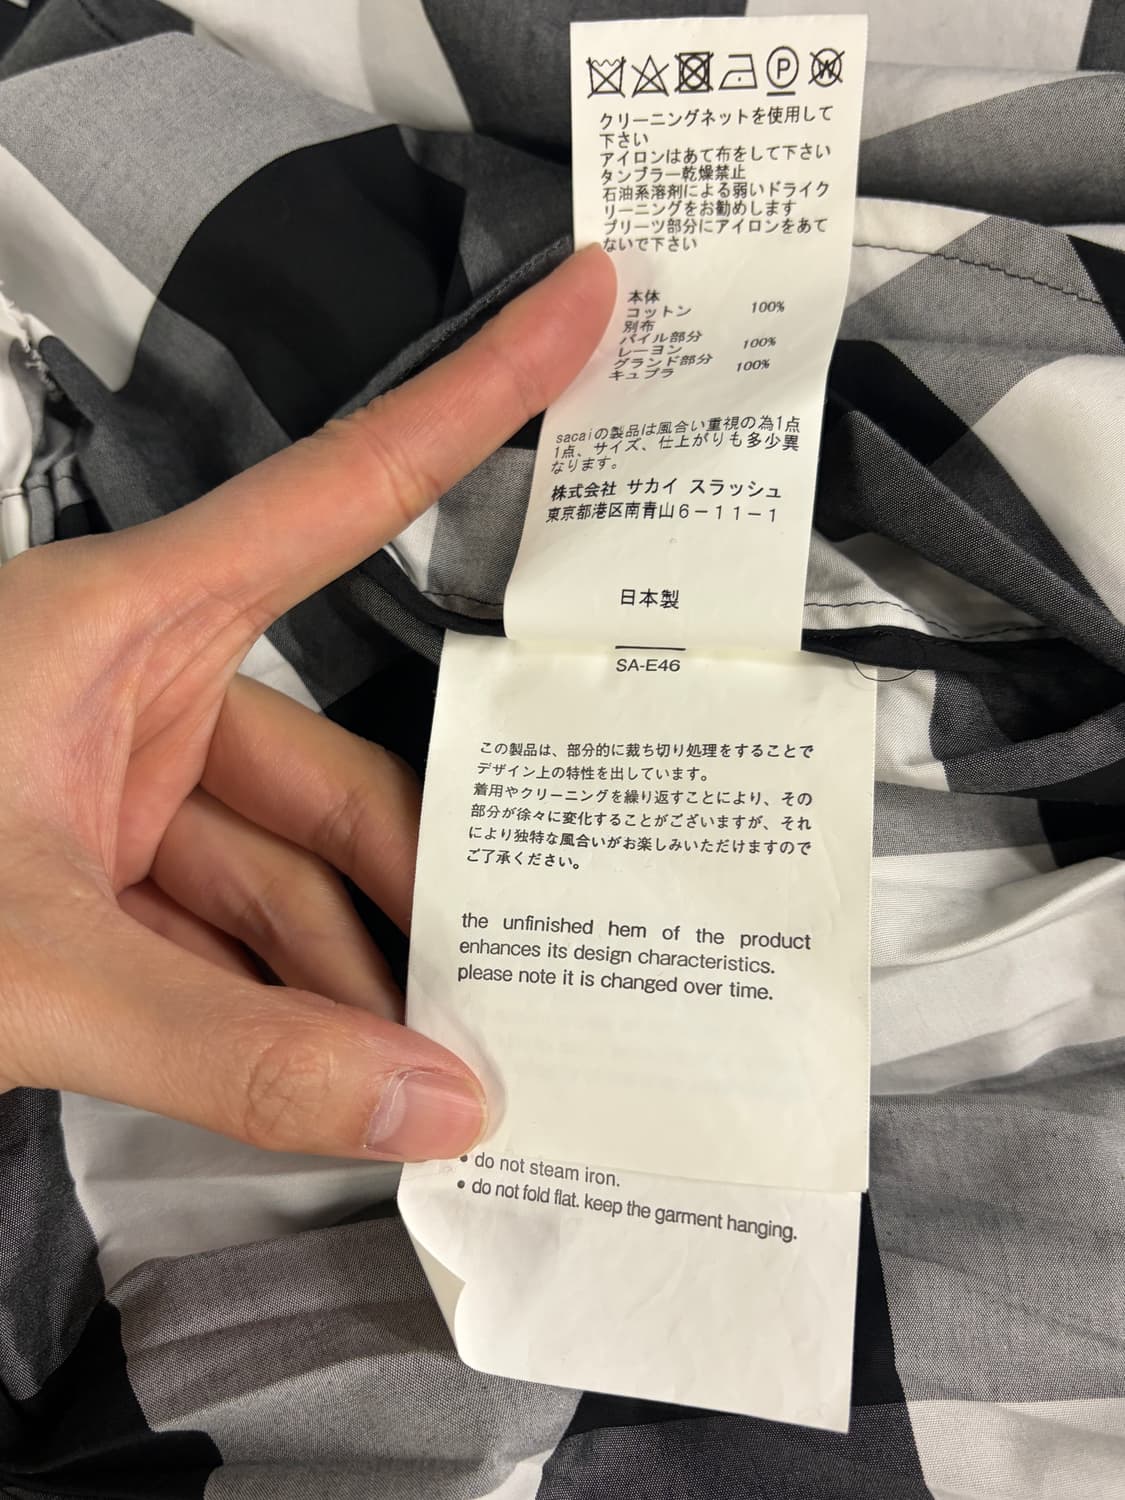 P W
クリーニングネットを使用して
下さい
アイロンはあて布をして下さい
タンブラー乾燥禁止
石油系溶剤による弱いドライク
リーニングをお勧めします
プリーツ部分にアイロンをあて
ないで下さい
本体
コットン 100%
別布
パイル部分
レーヨン 100%
グランド部分
キュプラ 100%
sacaiの製品は風合い重視の為1点
1点、サイズ、仕上がりも多少異
なります。
株式会社 サカイ スラッシュ
東京都港区南青山6-11-1
日本製
SA-E46
この製品は、部分的に裁ち切り処理をすることで
デザイン上の特性を出しています。
着用やクリーニングを繰り返すことにより、その
部分が徐々に変化することがございますが、それ
により独特な風合いがお楽しみいただけますので
ご了承ください。
the unfinished hem of the product
enhances its design characteristics.
please note it is changed over time.
• do not steam iron.
• do not fold flat. keep the garment hanging.